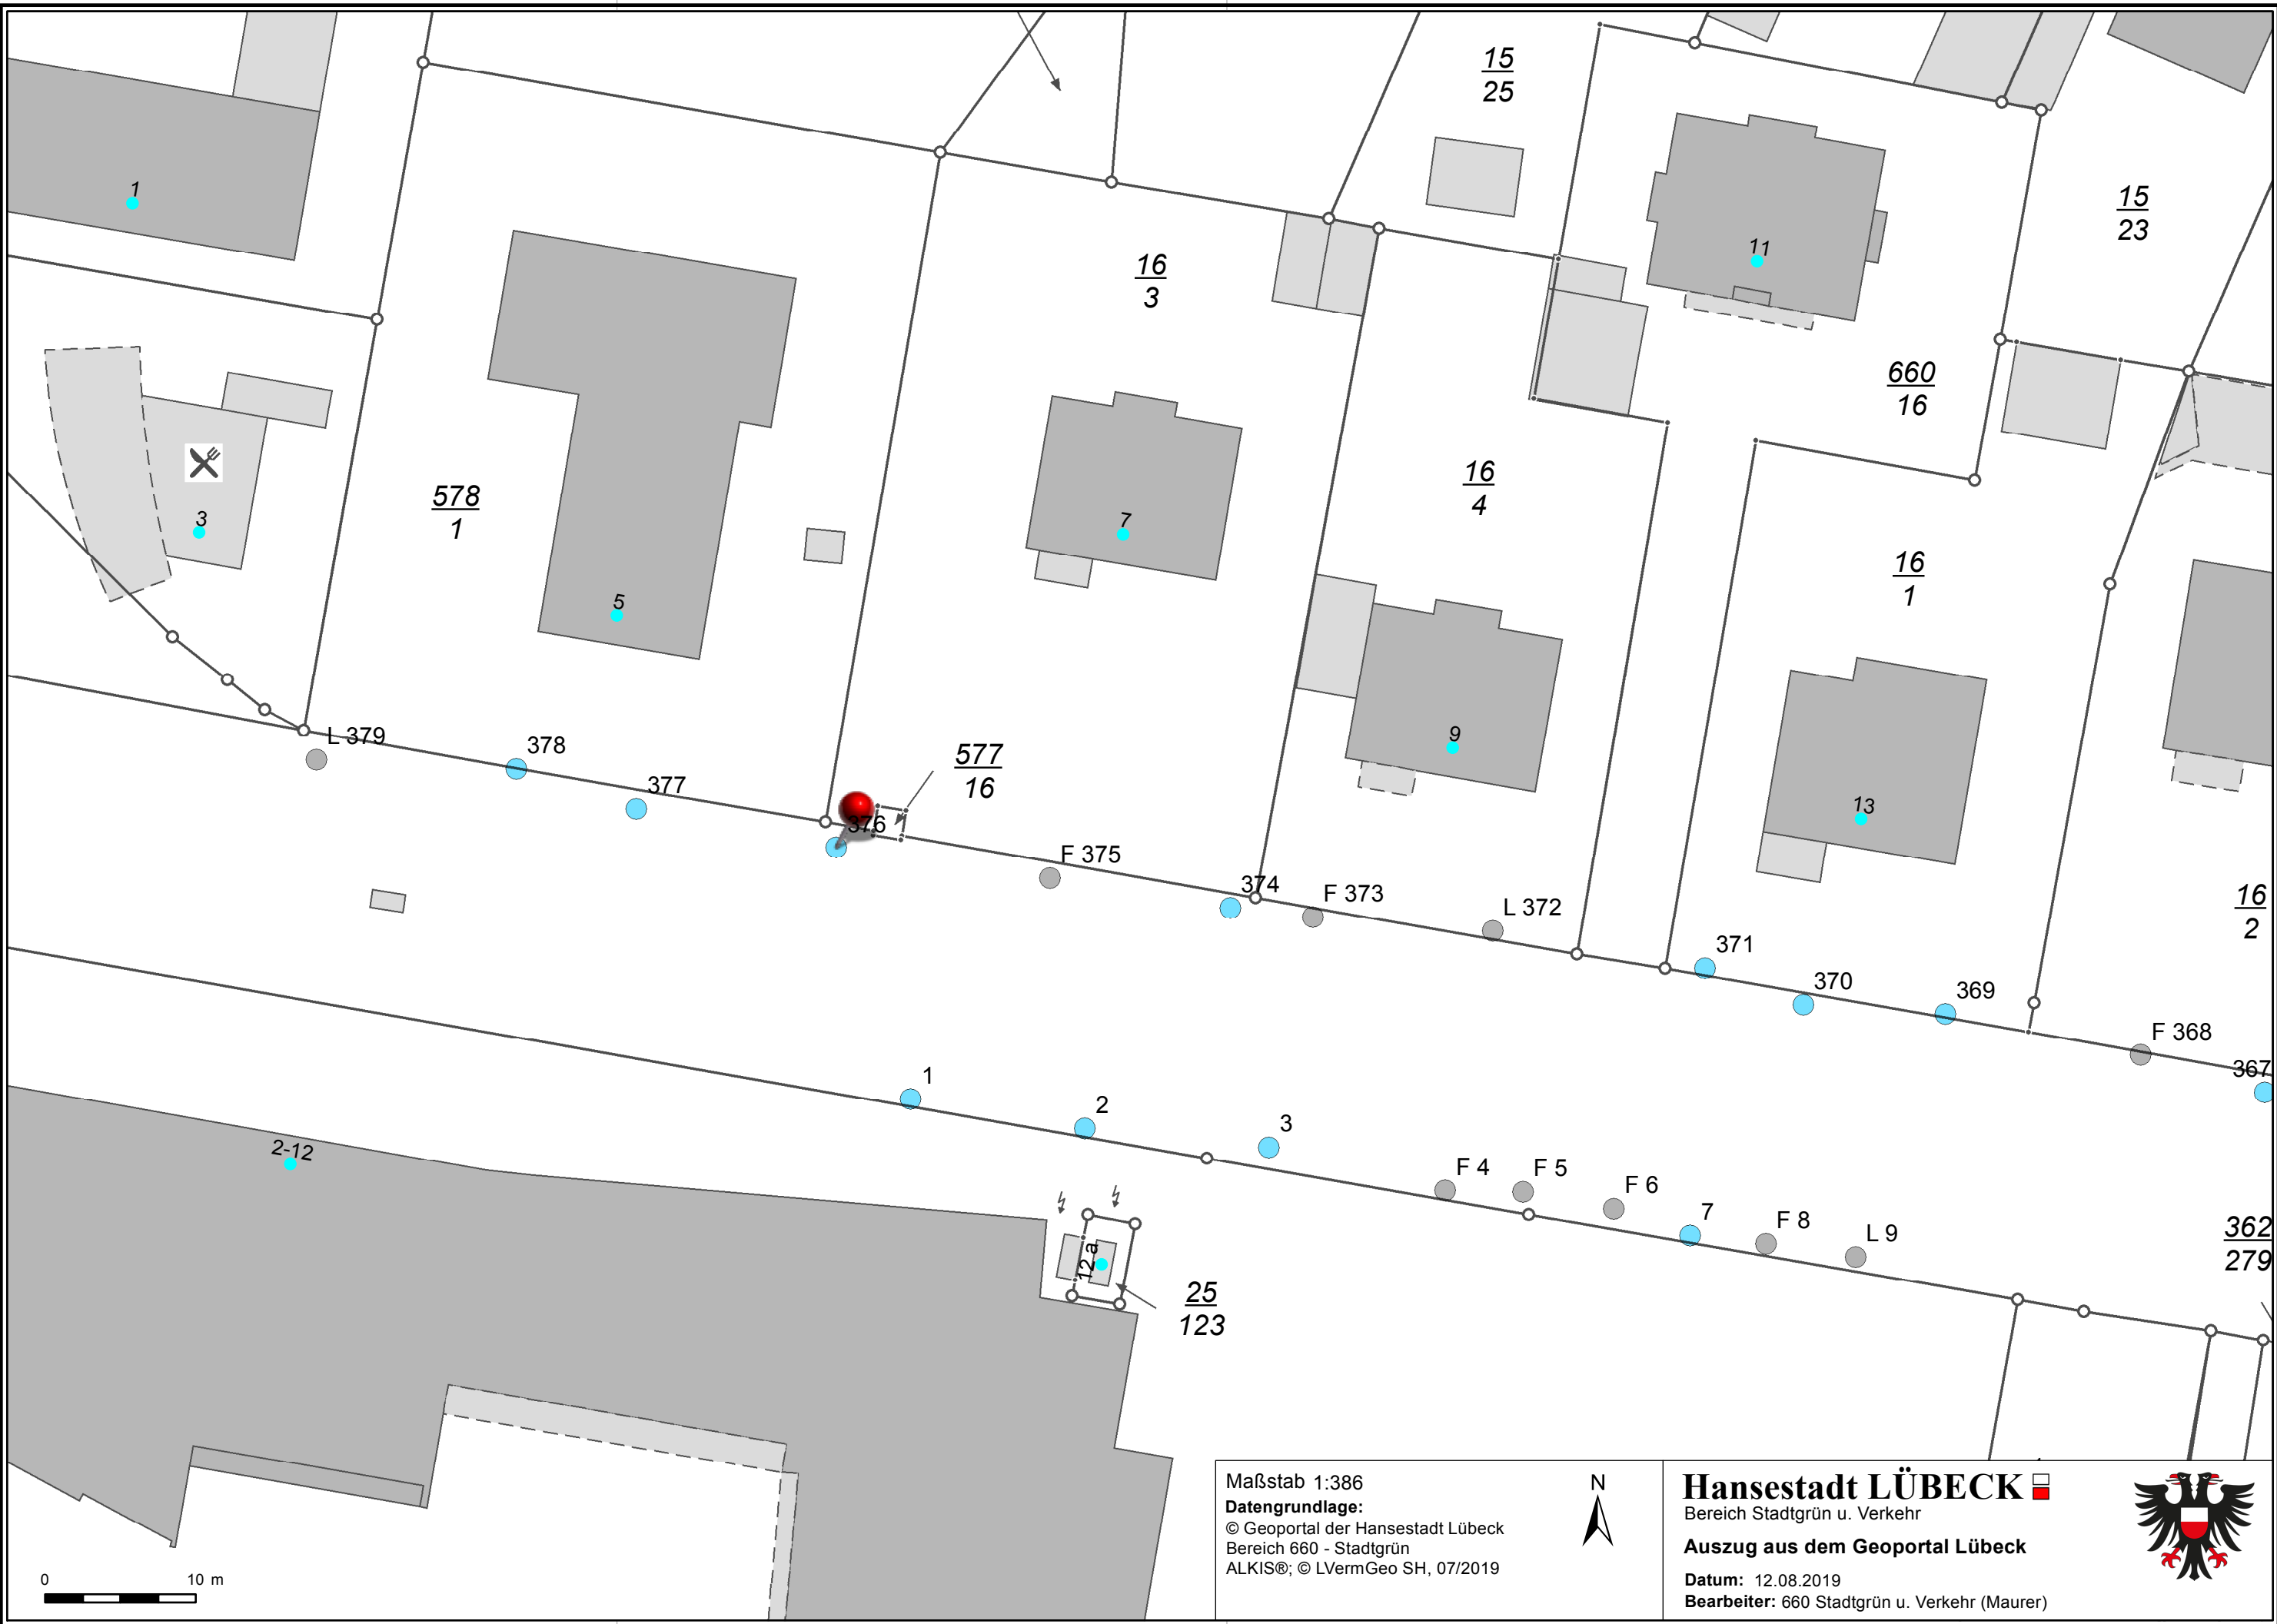 15
25
1
15
23
11
16
3
660
16
16
4
578
1
3
7
16
1
5
9
L 379
378
577
16
377
376
13
F 375
374
F 373
L 372
16
2
371
370
369
F 368
367
1
2
3
2-12
F 4
F 5
F 6
7
F 8
L 9
362
279
12 a
25
123
Maßstab 1:386
Datengrundlage:
© Geoportal der Hansestadt Lübeck
Bereich 660 - Stadtgrün
ALKIS®; © LVermGeo SH, 07/2019
N
Hansestadt LÜBECK
Bereich Stadtgrün u. Verkehr
Auszug aus dem Geoportal Lübeck
Datum: 12.08.2019
Bearbeiter: 660 Stadtgrün u. Verkehr (Maurer)
0 10 m